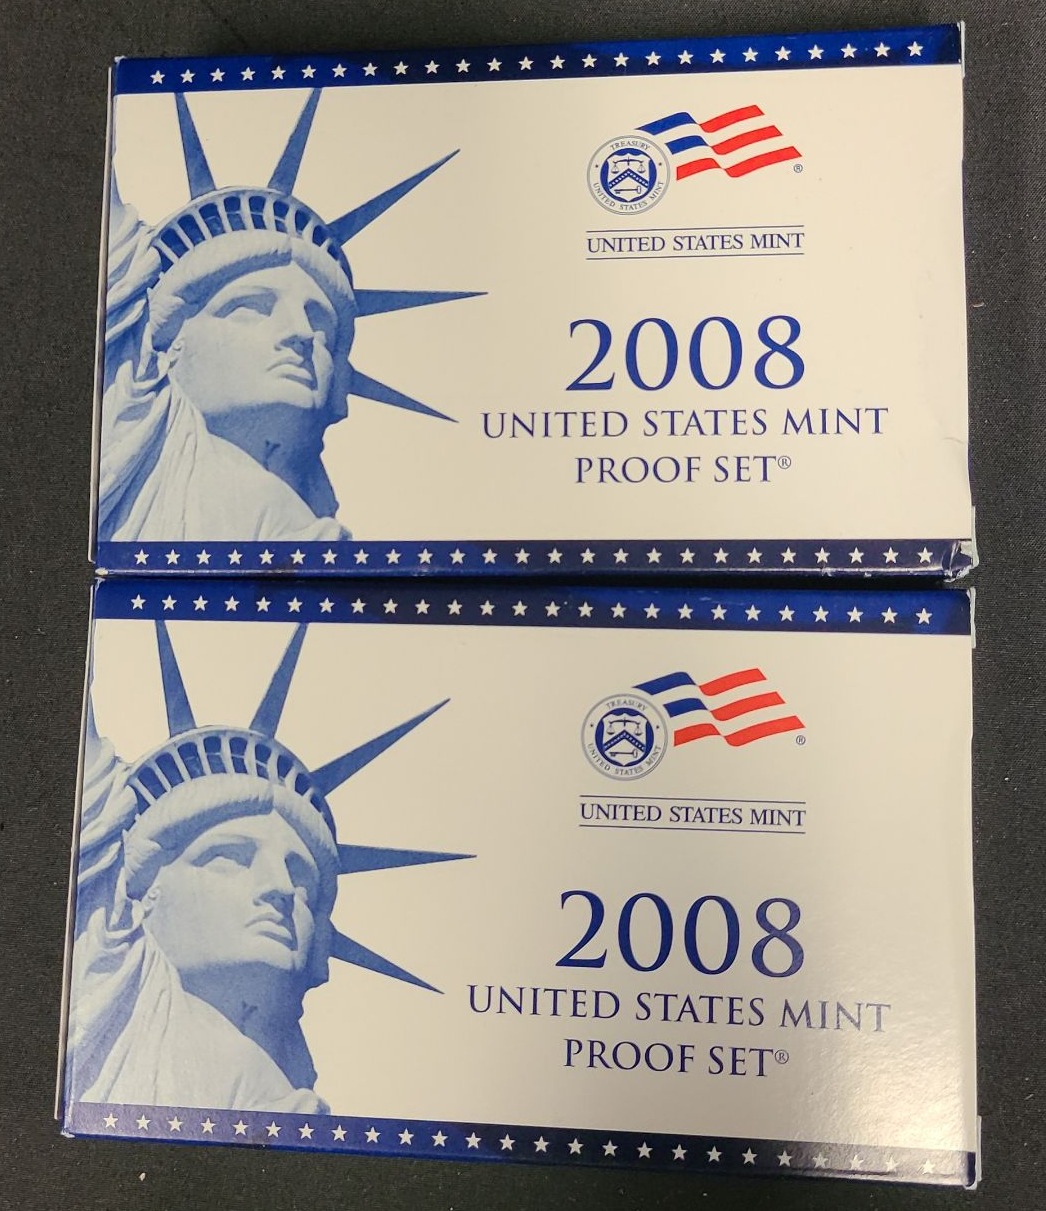 TREASURY
UNITED STATES MINT
®
UNITED STATES MINT
2008
UNITED STATES MINT
PROOF SET®
TREASURY
UNITED STATES MINT
®
UNITED STATES MINT
2008
UNITED STATES MINT
PROOF SET®